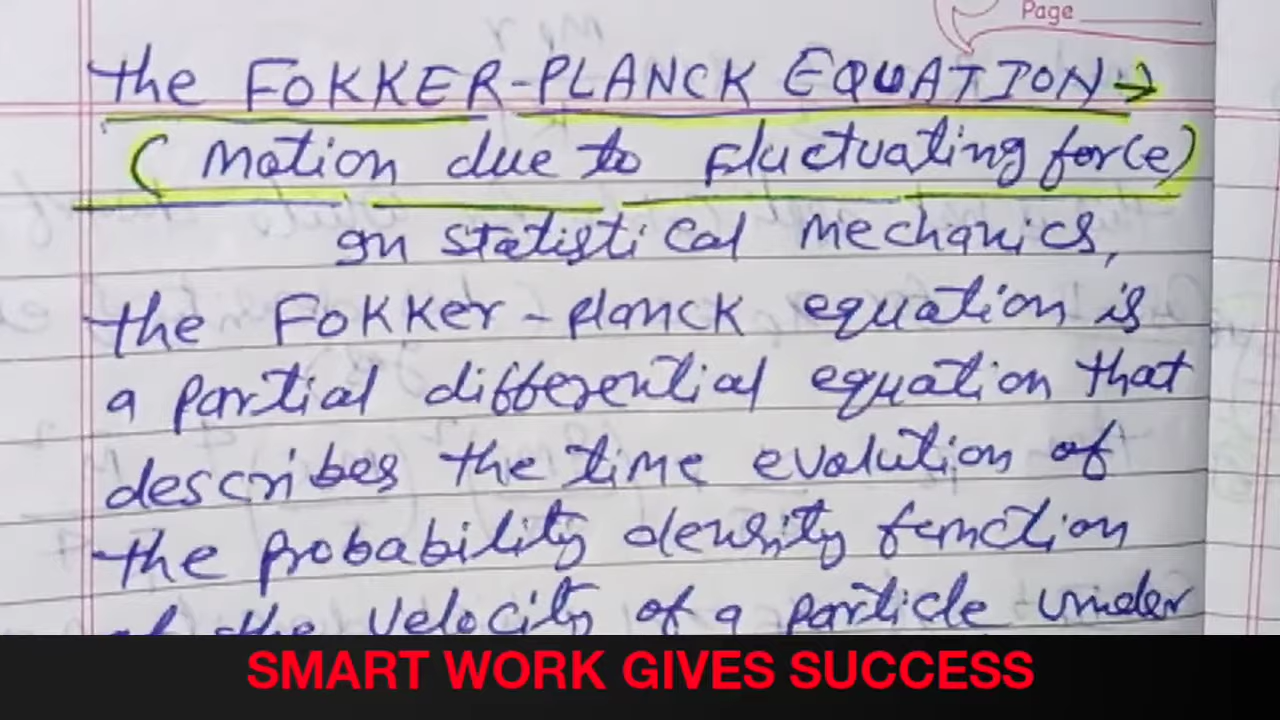 Page
the FOKKER-PLANCK EQUATION→
( Motion due to fluctuating force)
In statistical mechanics,
the Fokker - planck equation is
a partial differential equation that
describes the time evolution of
the probability density function
of the velocity of a particle under
SMART WORK GIVES SUCCESS